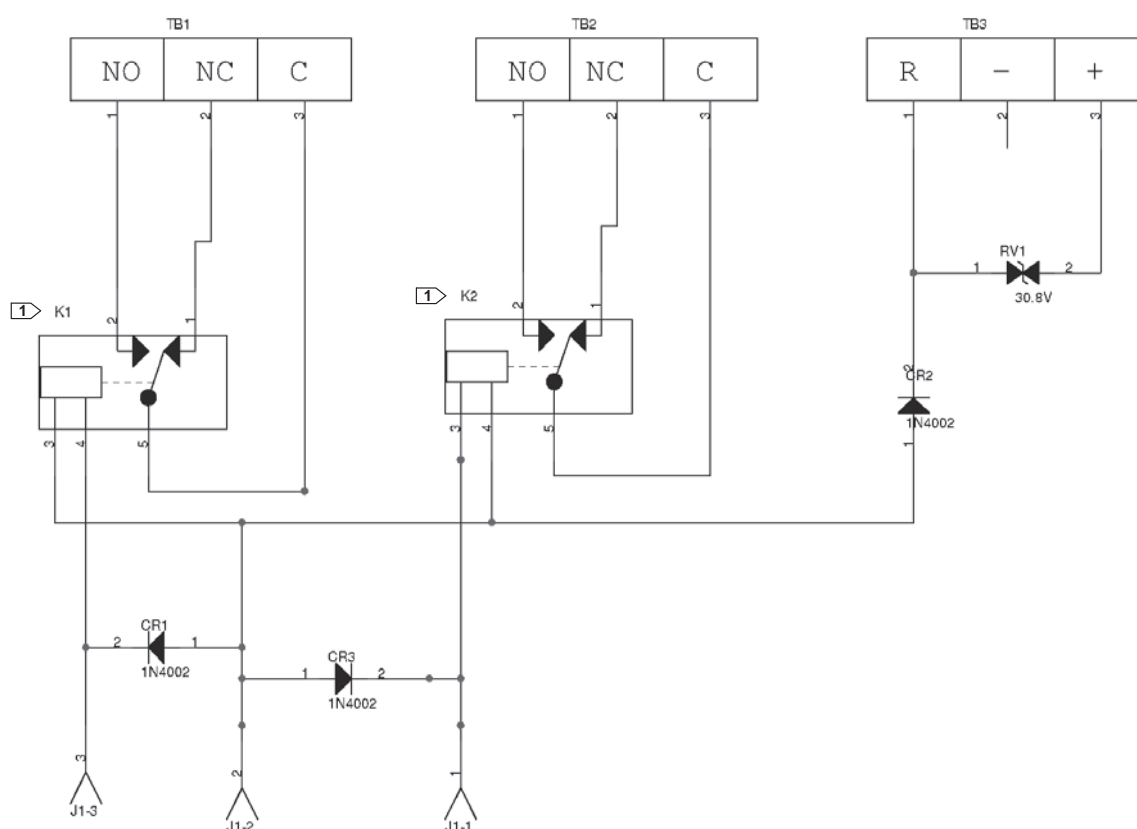 TB1 TB2 TB3
NO NC C NO NC C R - +
1 2 3 1 2 3 1 2 3
RV1
1 2
30.8V
1 K1 1 K2
2 1 2 1
CR2
2
1N4002
1
3 4 5 3 4 5
CR1
2 1
1N4002
CR3
1 2
1N4002
3 2 1
J1-3 J1-2 J1-1